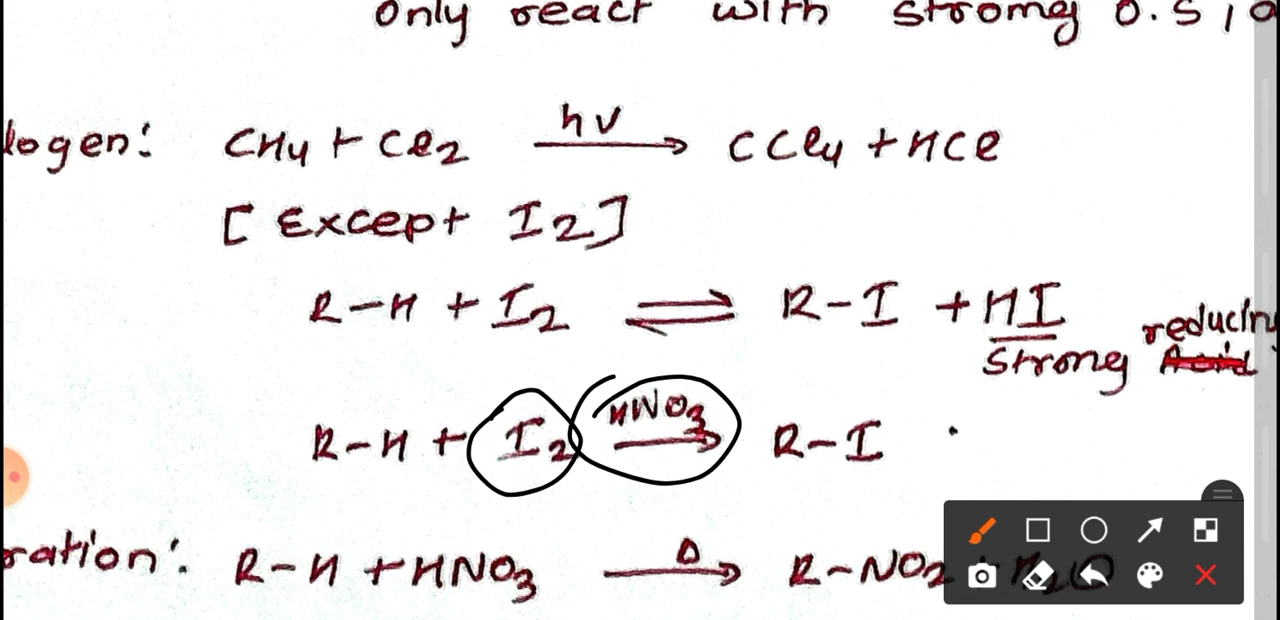 Only react with strong O.S, a
logen: CH4 + Cl2 hν → CCl4 + HCl
[Except I2]
R-H + I2 ⇌ R-I + HI
Strong reducing
R-H + I2 HNO3 → R-I
ration: R-H + HNO3 Δ → R-NO2 + H2O